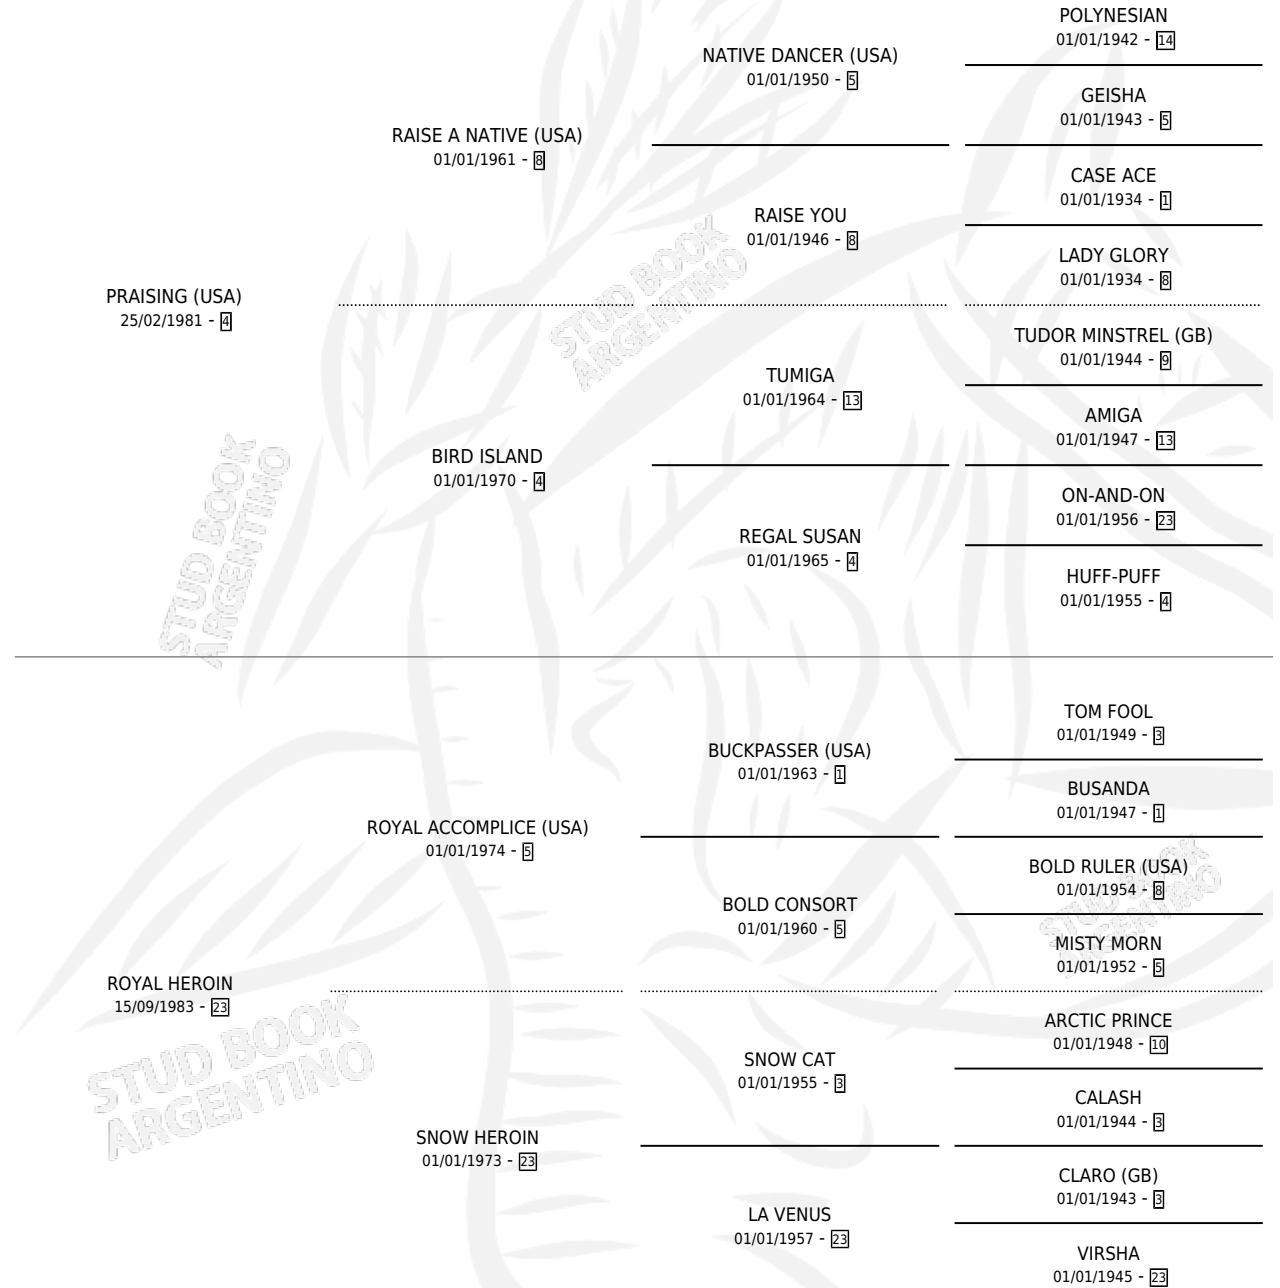 POLYNESIAN
01/01/1942 - 14
NATIVE DANCER (USA)
01/01/1950 - 5
GEISHA
01/01/1943 - 5
RAISE A NATIVE (USA)
01/01/1961 - 8
CASE ACE
01/01/1934 - 1
RAISE YOU
01/01/1946 - 8
LADY GLORY
01/01/1934 - 8
PRAISING (USA)
25/02/1981 - 4
TUDOR MINSTREL (GB)
01/01/1944 - 9
TUMIGA
01/01/1964 - 13
AMIGA
01/01/1947 - 13
BIRD ISLAND
01/01/1970 - 4
ON-AND-ON
01/01/1956 - 23
REGAL SUSAN
01/01/1965 - 4
HUFF-PUFF
01/01/1955 - 4
TOM FOOL
01/01/1949 - 3
BUCKPASSER (USA)
01/01/1963 - 1
BUSANDA
01/01/1947 - 1
ROYAL ACCOMPLICE (USA)
01/01/1974 - 5
BOLD RULER (USA)
01/01/1954 - 8
BOLD CONSORT
01/01/1960 - 5
MISTY MORN
01/01/1952 - 5
ROYAL HEROIN
15/09/1983 - 23
ARCTIC PRINCE
01/01/1948 - 10
SNOW CAT
01/01/1955 - 3
CALASH
01/01/1944 - 3
SNOW HEROIN
01/01/1973 - 23
CLARO (GB)
01/01/1943 - 3
LA VENUS
01/01/1957 - 23
VIRSHA
01/01/1945 - 23
STUD BOOK
ARGENTINO
STUD BOOK
ARGENTINO
STUD BOOK
ARGENTINO
STUD BOOK
ARGENTINO